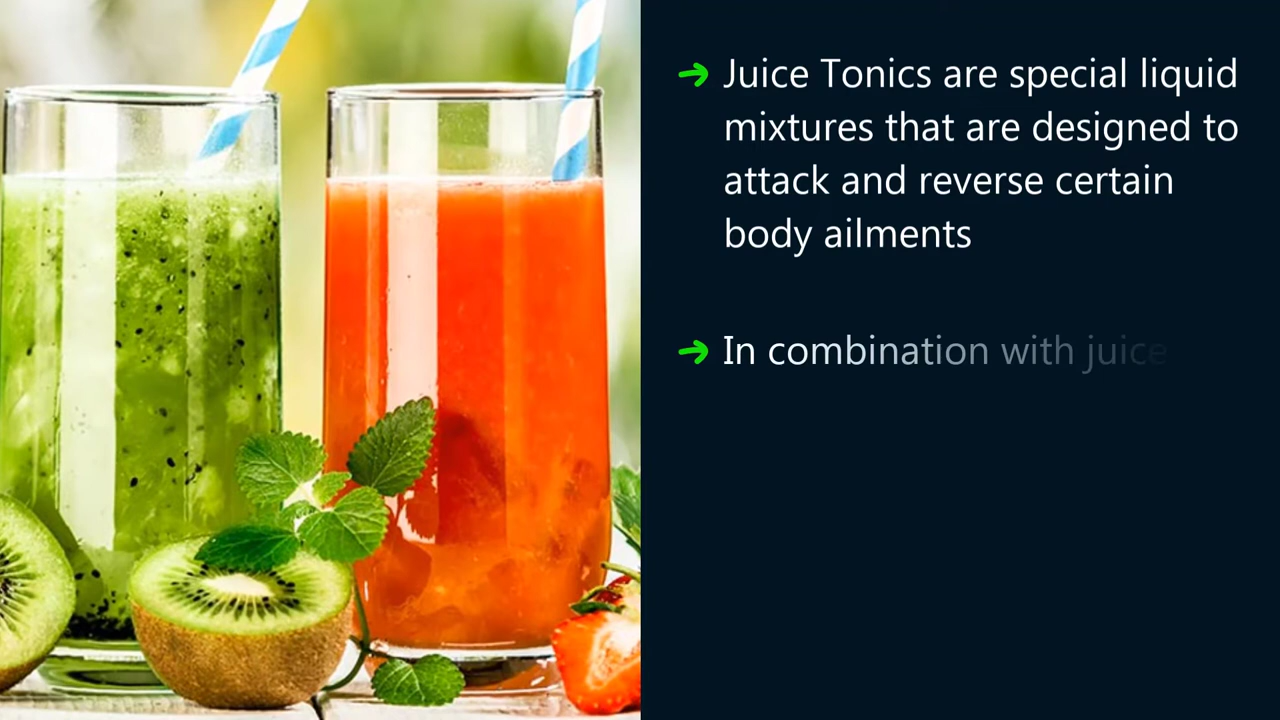 Juice Tonics are special liquid
mixtures that are designed to
attack and reverse certain
body ailments
In combination with juice